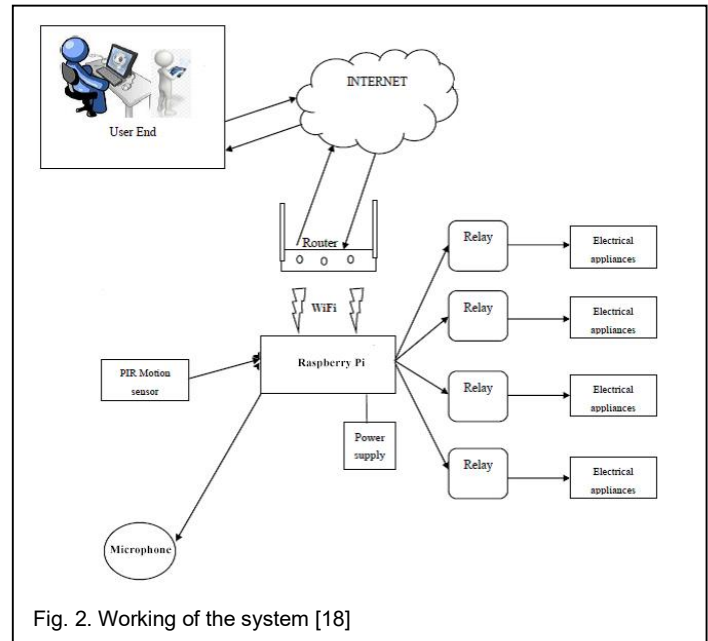 User End
INTERNET
Router
WiFi
Raspberry Pi
PIR Motion
sensor
Power
supply
Microphone
Relay
Electrical
appliances
Relay
Electrical
appliances
Relay
Electrical
appliances
Relay
Electrical
appliances
Fig. 2. Working of the system [18]